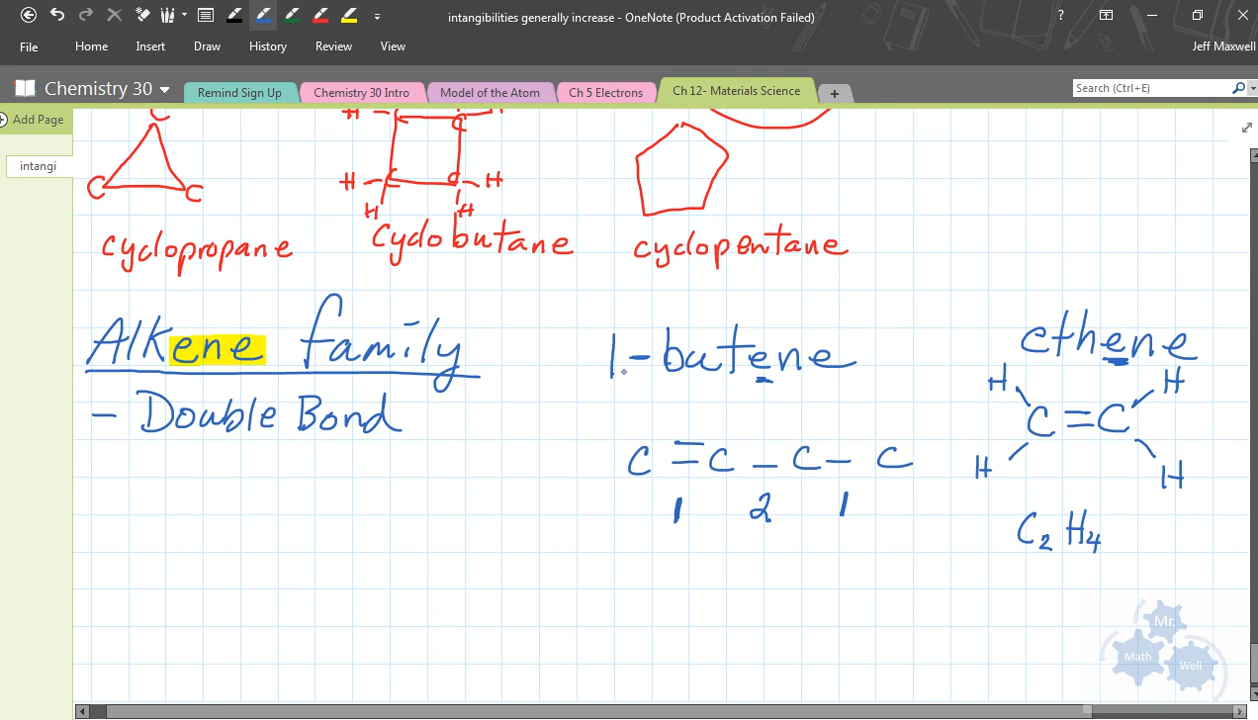 intangibilities generally increase - OneNote (Product Activation Failed)
?
File Home Insert Draw History Review View
Jeff Maxwell
Chemistry 30
Remind Sign Up
Chemistry 30 Intro
Model of the Atom
Ch 5 Electrons
Ch 12- Materials Science
Search (Ctrl+E)
Add Page
intangi
C
C C
H C C
H C C H
H H
cyclopropane
cyclobutane
cyclopentane
Alkene family
- Double Bond
1-butene
C = C - C - C
1 2 1
ethene
H H
C = C
H H
C2 H4
Mr.
Math Well